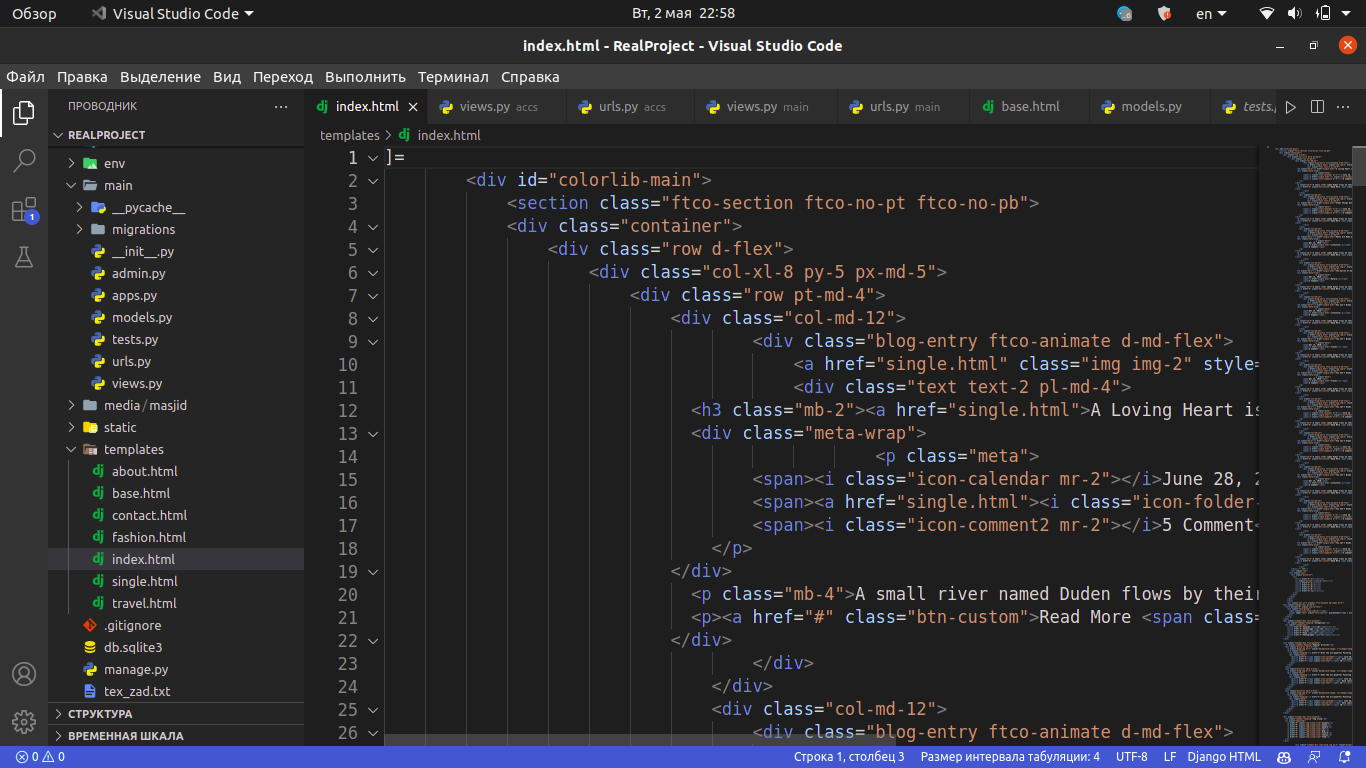 Обзор
Visual Studio Code
Вт, 2 мая 22:58
en
index.html - RealProject - Visual Studio Code
Файл Правка Выделение Вид Переход Выполнить Терминал Справка
ПРОВОДНИК
REALPROJECT
env
main
__pycache__
migrations
__init__.py
admin.py
apps.py
models.py
tests.py
urls.py
views.py
media/masjid
static
templates
about.html
base.html
contact.html
fashion.html
index.html
single.html
travel.html
.gitignore
db.sqlite3
manage.py
tex_zad.txt
СТРУКТУРА
ВРЕМЕННАЯ ШКАЛА
1
index.html
views.py accs
urls.py accs
views.py main
urls.py main
base.html
models.py
tests.
templates > index.html
1 ]=
2 <div id="colorlib-main">
3 <section class="ftco-section ftco-no-pt ftco-no-pb">
4 <div class="container">
5 <div class="row d-flex">
6 <div class="col-xl-8 py-5 px-md-5">
7 <div class="row pt-md-4">
8 <div class="col-md-12">
9 <div class="blog-entry ftco-animate d-md-flex">
10 <a href="single.html" class="img img-2" style=
11 <div class="text text-2 pl-md-4">
12 <h3 class="mb-2"><a href="single.html">A Loving Heart is
13 <div class="meta-wrap">
14 <p class="meta">
15 <span><i class="icon-calendar mr-2"></i>June 28, 2
16 <span><a href="single.html"><i class="icon-folder-
17 <span><i class="icon-comment2 mr-2"></i>5 Comment<
18 </p>
19 </div>
20 <p class="mb-4">A small river named Duden flows by their
21 <p><a href="#" class="btn-custom">Read More <span class=
22 </div>
23 </div>
24 </div>
25 <div class="col-md-12">
26 <div class="blog-entry ftco-animate d-md-flex">
0 0
Строка 1, столбец 3
Размер интервала табуляции: 4
UTF-8
LF
Django HTML